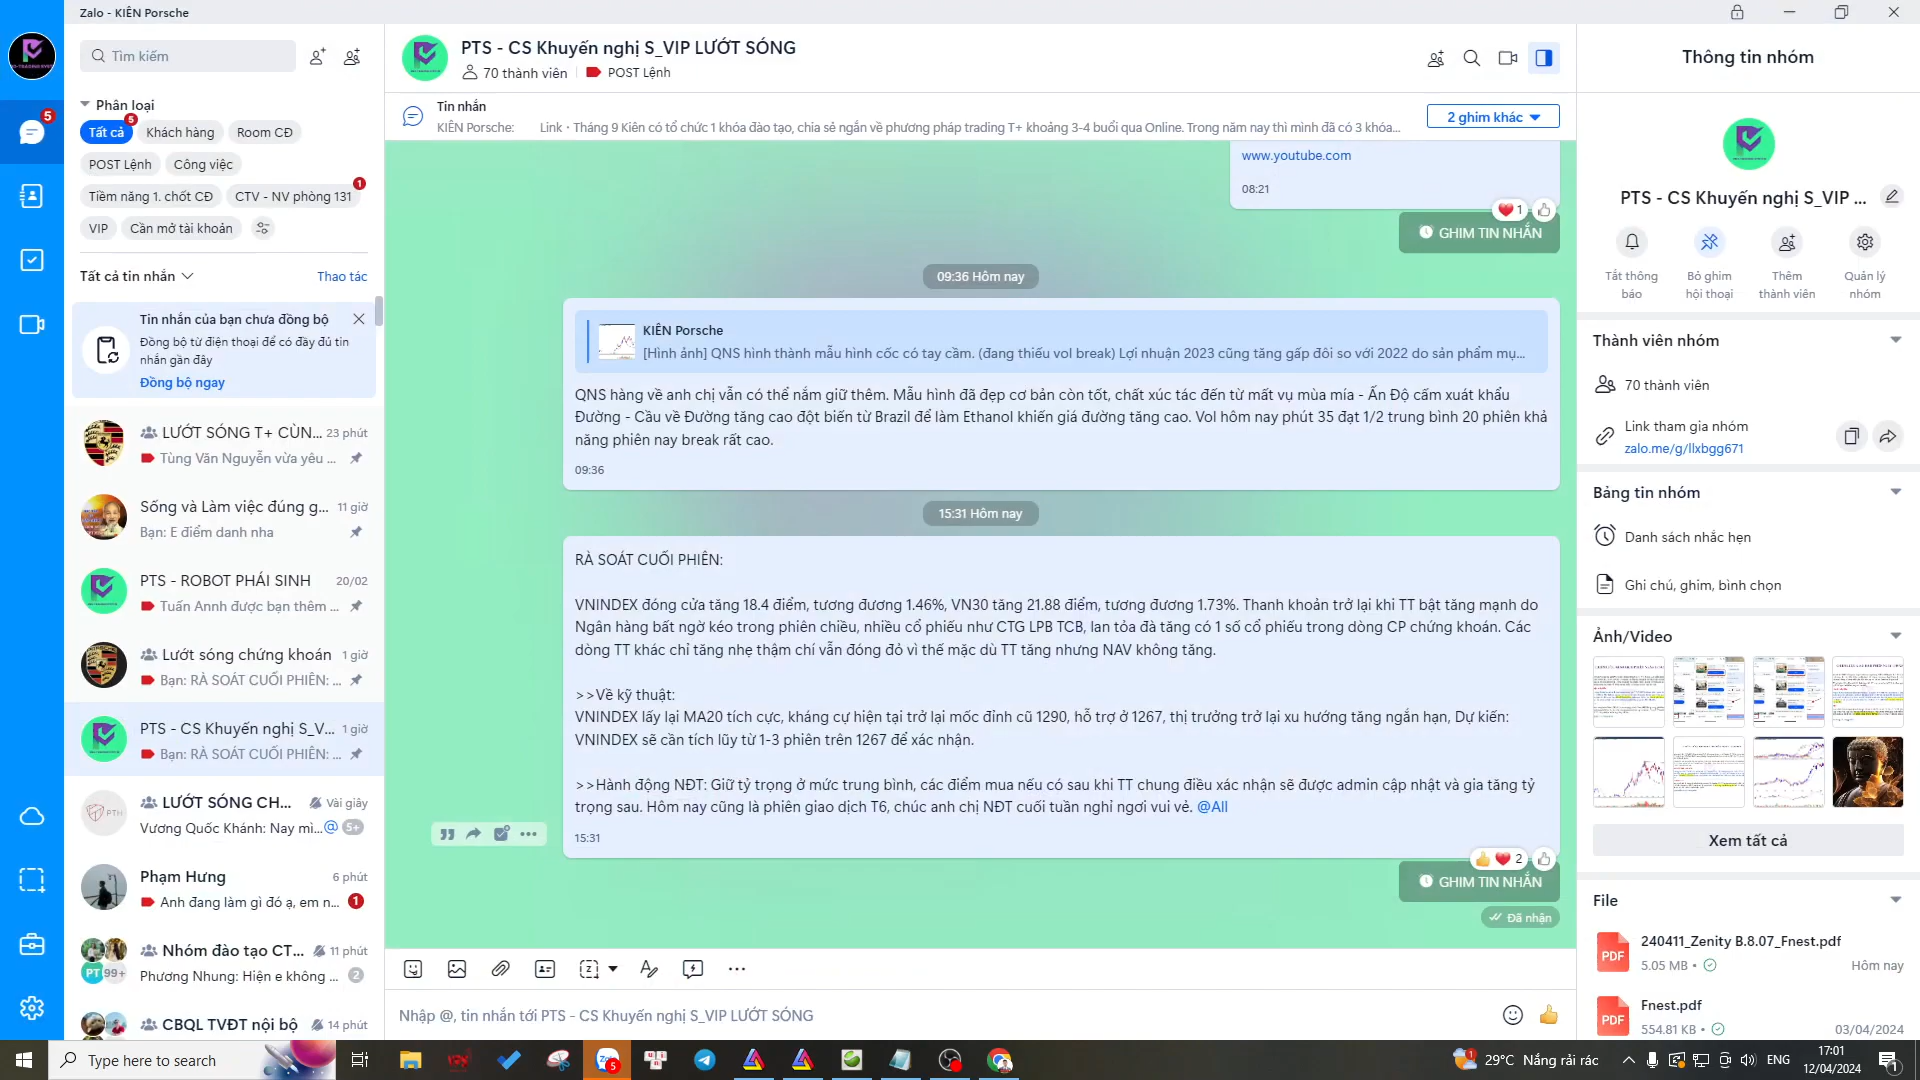 Zalo - KIÊN Porsche
Tìm kiếm
Phân loại
Tất cả
5
Khách hàng
Room CĐ
POST Lệnh
Công việc
Tiềm năng 1. chốt CĐ
CTV - NV phòng 131
1
VIP
Cần mở tài khoản
Tất cả tin nhắn
Thao tác
Tin nhắn của bạn chưa đồng bộ
Đồng bộ từ điện thoại để có đầy đủ tin
nhắn gần đây
Đồng bộ ngay
LƯỚT SÓNG T+ CÙN...
23 phút
Tùng Văn Nguyễn vừa yêu ...
Sống và Làm việc đúng g...
11 giờ
Bạn: E điểm danh nha
PTS - ROBOT PHÁI SINH
20/02
Tuấn Annh được bạn thêm ...
Lướt sóng chứng khoán
1 giờ
Bạn: RÀ SOÁT CUỐI PHIÊN: ...
PTS - CS Khuyến nghị S_V...
1 giờ
Bạn: RÀ SOÁT CUỐI PHIÊN: ...
LƯỚT SÓNG CH...
Vài giây
Vương Quốc Khánh: Nay mì...
@
5+
Phạm Hưng
6 phút
Anh đang làm gì đó ạ, em n...
1
Nhóm đào tạo CT...
11 phút
Phương Nhung: Hiện e không ...
2
PT
99+
CBQL TVĐT nội bộ
14 phút
5
PTS - CS Khuyến nghị S_VIP LƯỚT SÓNG
70 thành viên
POST Lệnh
Tin nhắn
KIÊN Porsche: Link • Tháng 9 Kiên có tổ chức 1 khóa đào tạo, chia sẻ ngắn về phương pháp trading T+ khoảng 3-4 buổi qua Online. Trong năm nay thì mình đã có 3 khóa...
2 ghim khác
www.youtube.com
08:21
1
GHIM TIN NHẮN
09:36 Hôm nay
KIÊN Porsche
[Hình ảnh] QNS hình thành mẫu hình cốc có tay cầm. (đang thiếu vol break) Lợi nhuận 2023 cũng tăng gấp đôi so với 2022 do sản phẩm mụ...
QNS hàng về anh chị vẫn có thể nắm giữ thêm. Mẫu hình đã đẹp cơ bản còn tốt, chất xúc tác đến từ mất vụ mùa mía - Ấn Độ cấm xuất khẩu
Đường - Cầu về Đường tăng cao đột biến từ Brazil để làm Ethanol khiến giá đường tăng cao. Vol hôm nay phút 35 đạt 1/2 trung bình 20 phiên khả
năng phiên nay break rất cao.
09:36
15:31 Hôm nay
RÀ SOÁT CUỐI PHIÊN:
VNINDEX đóng cửa tăng 18.4 điểm, tương đương 1.46%, VN30 tăng 21.88 điểm, tương đương 1.73%. Thanh khoản trở lại khi TT bật tăng mạnh do
Ngân hàng bất ngờ kéo trong phiên chiều, nhiều cổ phiếu như CTG LPB TCB, lan tỏa đà tăng có 1 số cổ phiếu trong dòng CP chứng khoán. Các
dòng TT khác chỉ tăng nhẹ thậm chí vẫn đóng đỏ vì thế mặc dù TT tăng nhưng NAV không tăng.
>>Về kỹ thuật:
VNINDEX lấy lại MA20 tích cực, kháng cự hiện tại trở lại mốc đỉnh cũ 1290, hỗ trợ ở 1267, thị trường trở lại xu hướng tăng ngắn hạn, Dự kiến:
VNINDEX sẽ cần tích lũy từ 1-3 phiên trên 1267 để xác nhận.
>>Hành động NĐT: Giữ tỷ trọng ở mức trung bình, các điểm mua nếu có sau khi TT chung điều xác nhận sẽ được admin cập nhật và gia tăng tỷ
trọng sau. Hôm nay cũng là phiên giao dịch T6, chúc anh chị NĐT cuối tuần nghỉ ngơi vui vẻ. @All
15:31
2
GHIM TIN NHẮN
Đã nhận
Nhập @, tin nhắn tới PTS - CS Khuyến nghị S_VIP LƯỚT SÓNG
Thông tin nhóm
PTS - CS Khuyến nghị S_VIP ...
Tắt thông
báo
Bỏ ghim
hội thoại
Thêm
thành viên
Quản lý
nhóm
Thành viên nhóm
70 thành viên
Link tham gia nhóm
zalo.me/g/llxbgg671
Bảng tin nhóm
Danh sách nhắc hẹn
Ghi chú, ghim, bình chọn
Ảnh/Video
Xem tất cả
File
PDF
240411_Zenity B.8.07_Fnest.pdf
5.05 MB •
Hôm nay
PDF
Fnest.pdf
554.81 KB •
03/04/2024
Type here to search
29°C Nắng rải rác
ENG
17:01
12/04/2024